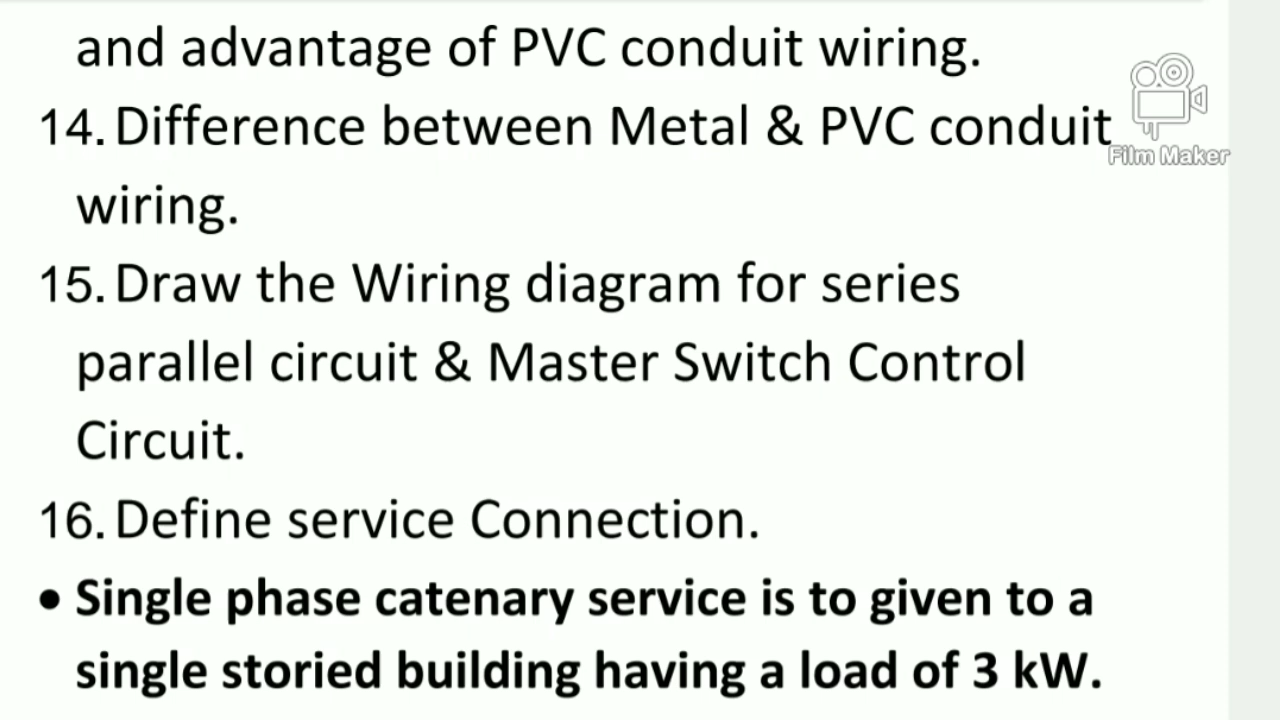 and advantage of PVC conduit wiring.
14. Difference between Metal & PVC conduit
wiring.
15. Draw the Wiring diagram for series
parallel circuit & Master Switch Control
Circuit.
16. Define service Connection.
• Single phase catenary service is to given to a
single storied building having a load of 3 kW.
Film Maker